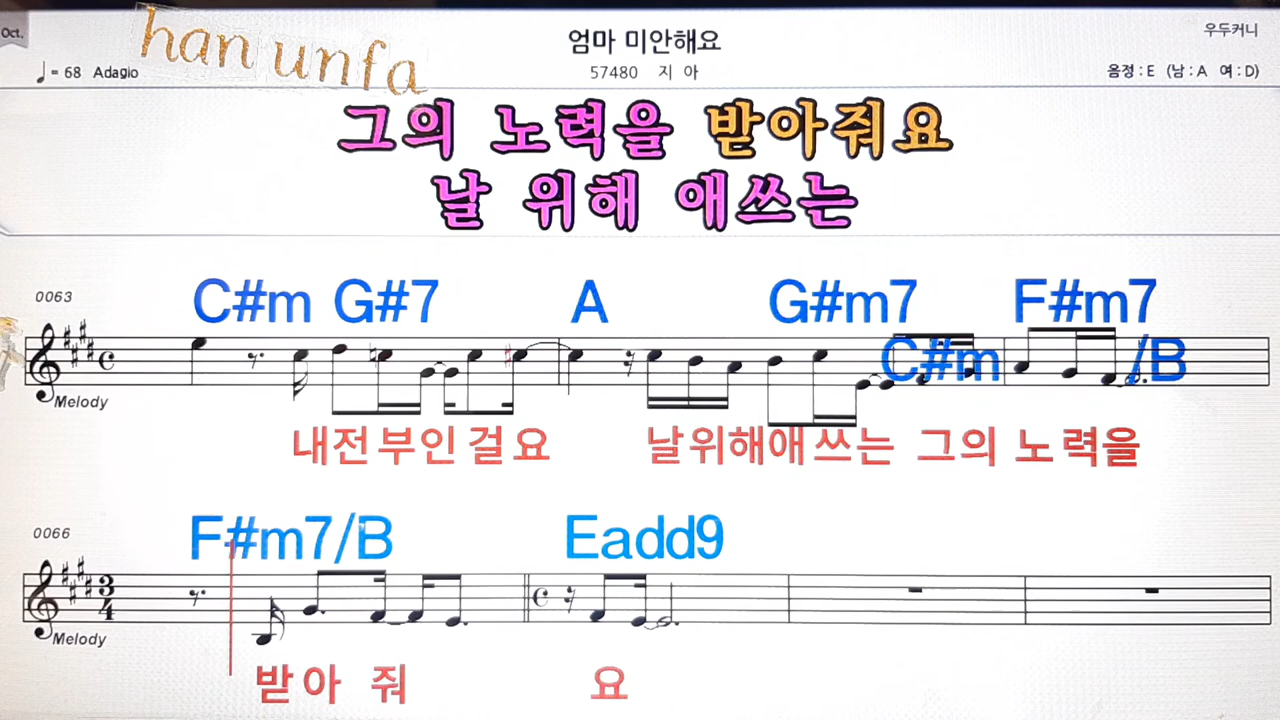 Oct.
han unfa
엄마 미안해요
우두커니
♩= 68 Adagio
57480 지 아
음정 : E (남 : A 여 : D)
그의 노력을 받아줘요
날 위해 애쓰는
0063
C#m G#7 A G#m7 C#m F#m7 /B
Melody
내전부인걸요 날위해애쓰는 그의 노력을
0066
F#m7/B Eadd9
3
4
Melody
받아 줘 요